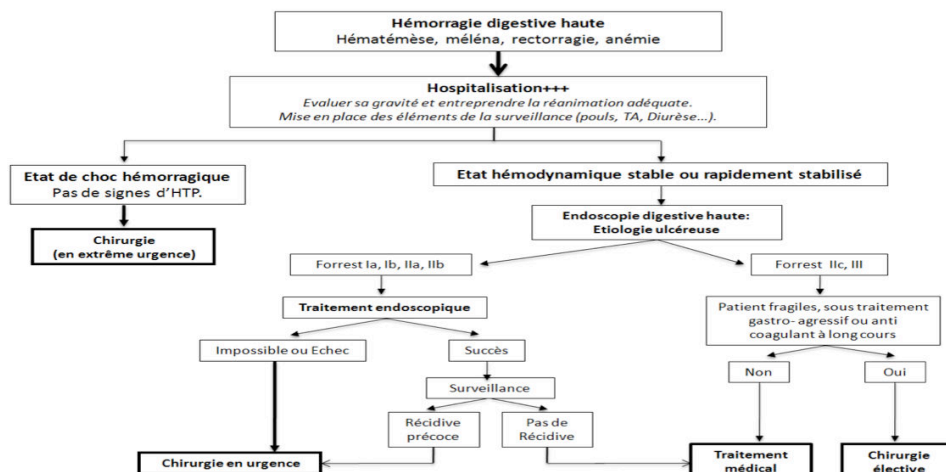 Hémorragie digestive haute
Hématémèse, méléna, rectorragie, anémie
Hospitalisation+++
Evaluer sa gravité et entreprendre la réanimation adéquate.
Mise en place des éléments de la surveillance (pouls, TA, Diurèse...).
Etat de choc hémorragique
Pas de signes d'HTP.
Etat hémodynamique stable ou rapidement stabilisé
Chirurgie
(en extrême urgence)
Endoscopie digestive haute:
Etiologie ulcéreuse
Forrest Ia, Ib, IIa, IIb
Forrest IIc, III
Traitement endoscopique
Patient fragiles, sous traitement
gastro- agressif ou anti
coagulant à long cours
Impossible ou Echec
Succès
Non
Oui
Surveillance
Récidive
précoce
Pas de
Récidive
Chirurgie en urgence
Traitement
médical
Chirurgie
élective